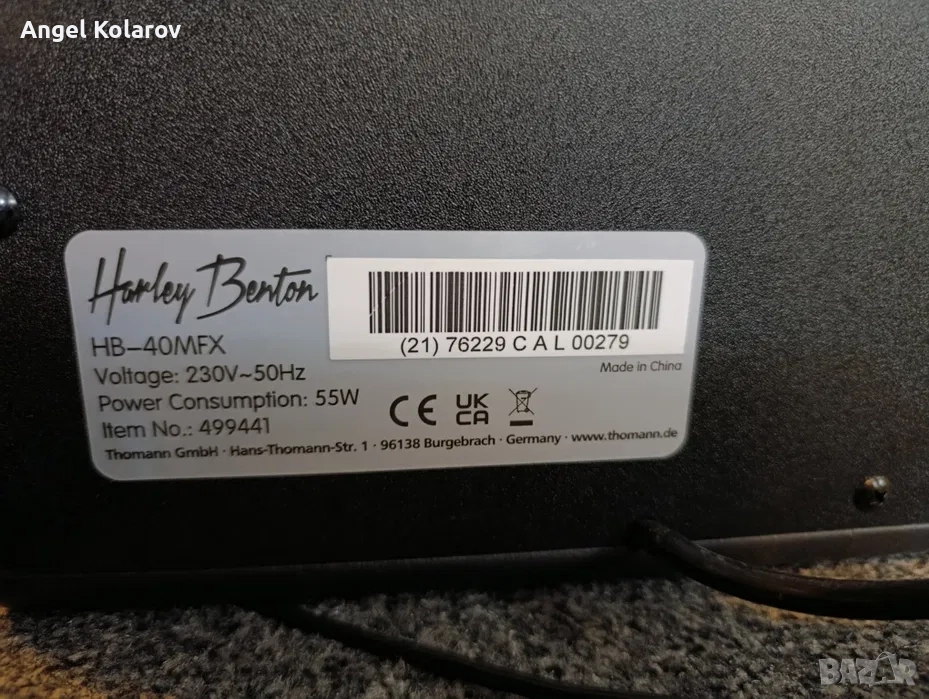 Angel Kolarov
Harley Benton
(21) 76229 C A L 00279
HB-40MFX
Made in China
Voltage: 230V~50Hz
Power Consumption: 55W
CE UK CA
Item No.: 499441
Thomann GmbH · Hans-Thomann-Str. 1 · 96138 Burgebrach · Germany · www.thomann.de
BAZAR